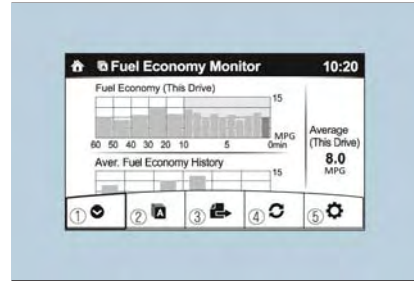 Fuel Economy Monitor 10:20
Fuel Economy (This Drive)
15
MPG
60 50 40 30 20 10 5 0min
Average
(This Drive)
8.0
MPG
Aver. Fuel Economy History
15
① ② A ③ ④ ⑤